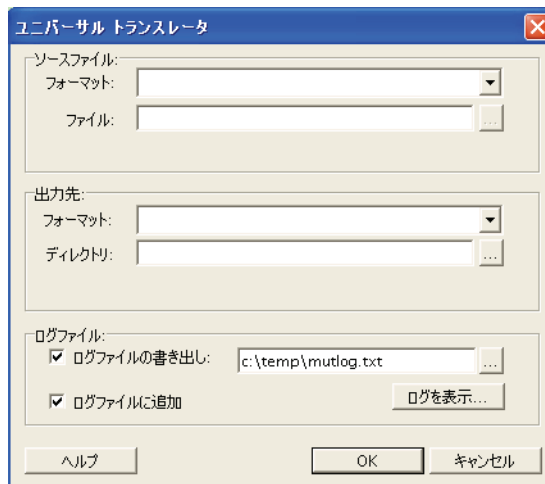 ユニバーサル トランスレータ
ソースファイル:
フォーマット:
ファイル:
...
出力先:
フォーマット:
ディレクトリ:
...
ログファイル:
ログファイルの書き出し: c:\temp\mutlog.txt ...
ログファイルに追加 ログを表示...
ヘルプ OK キャンセル